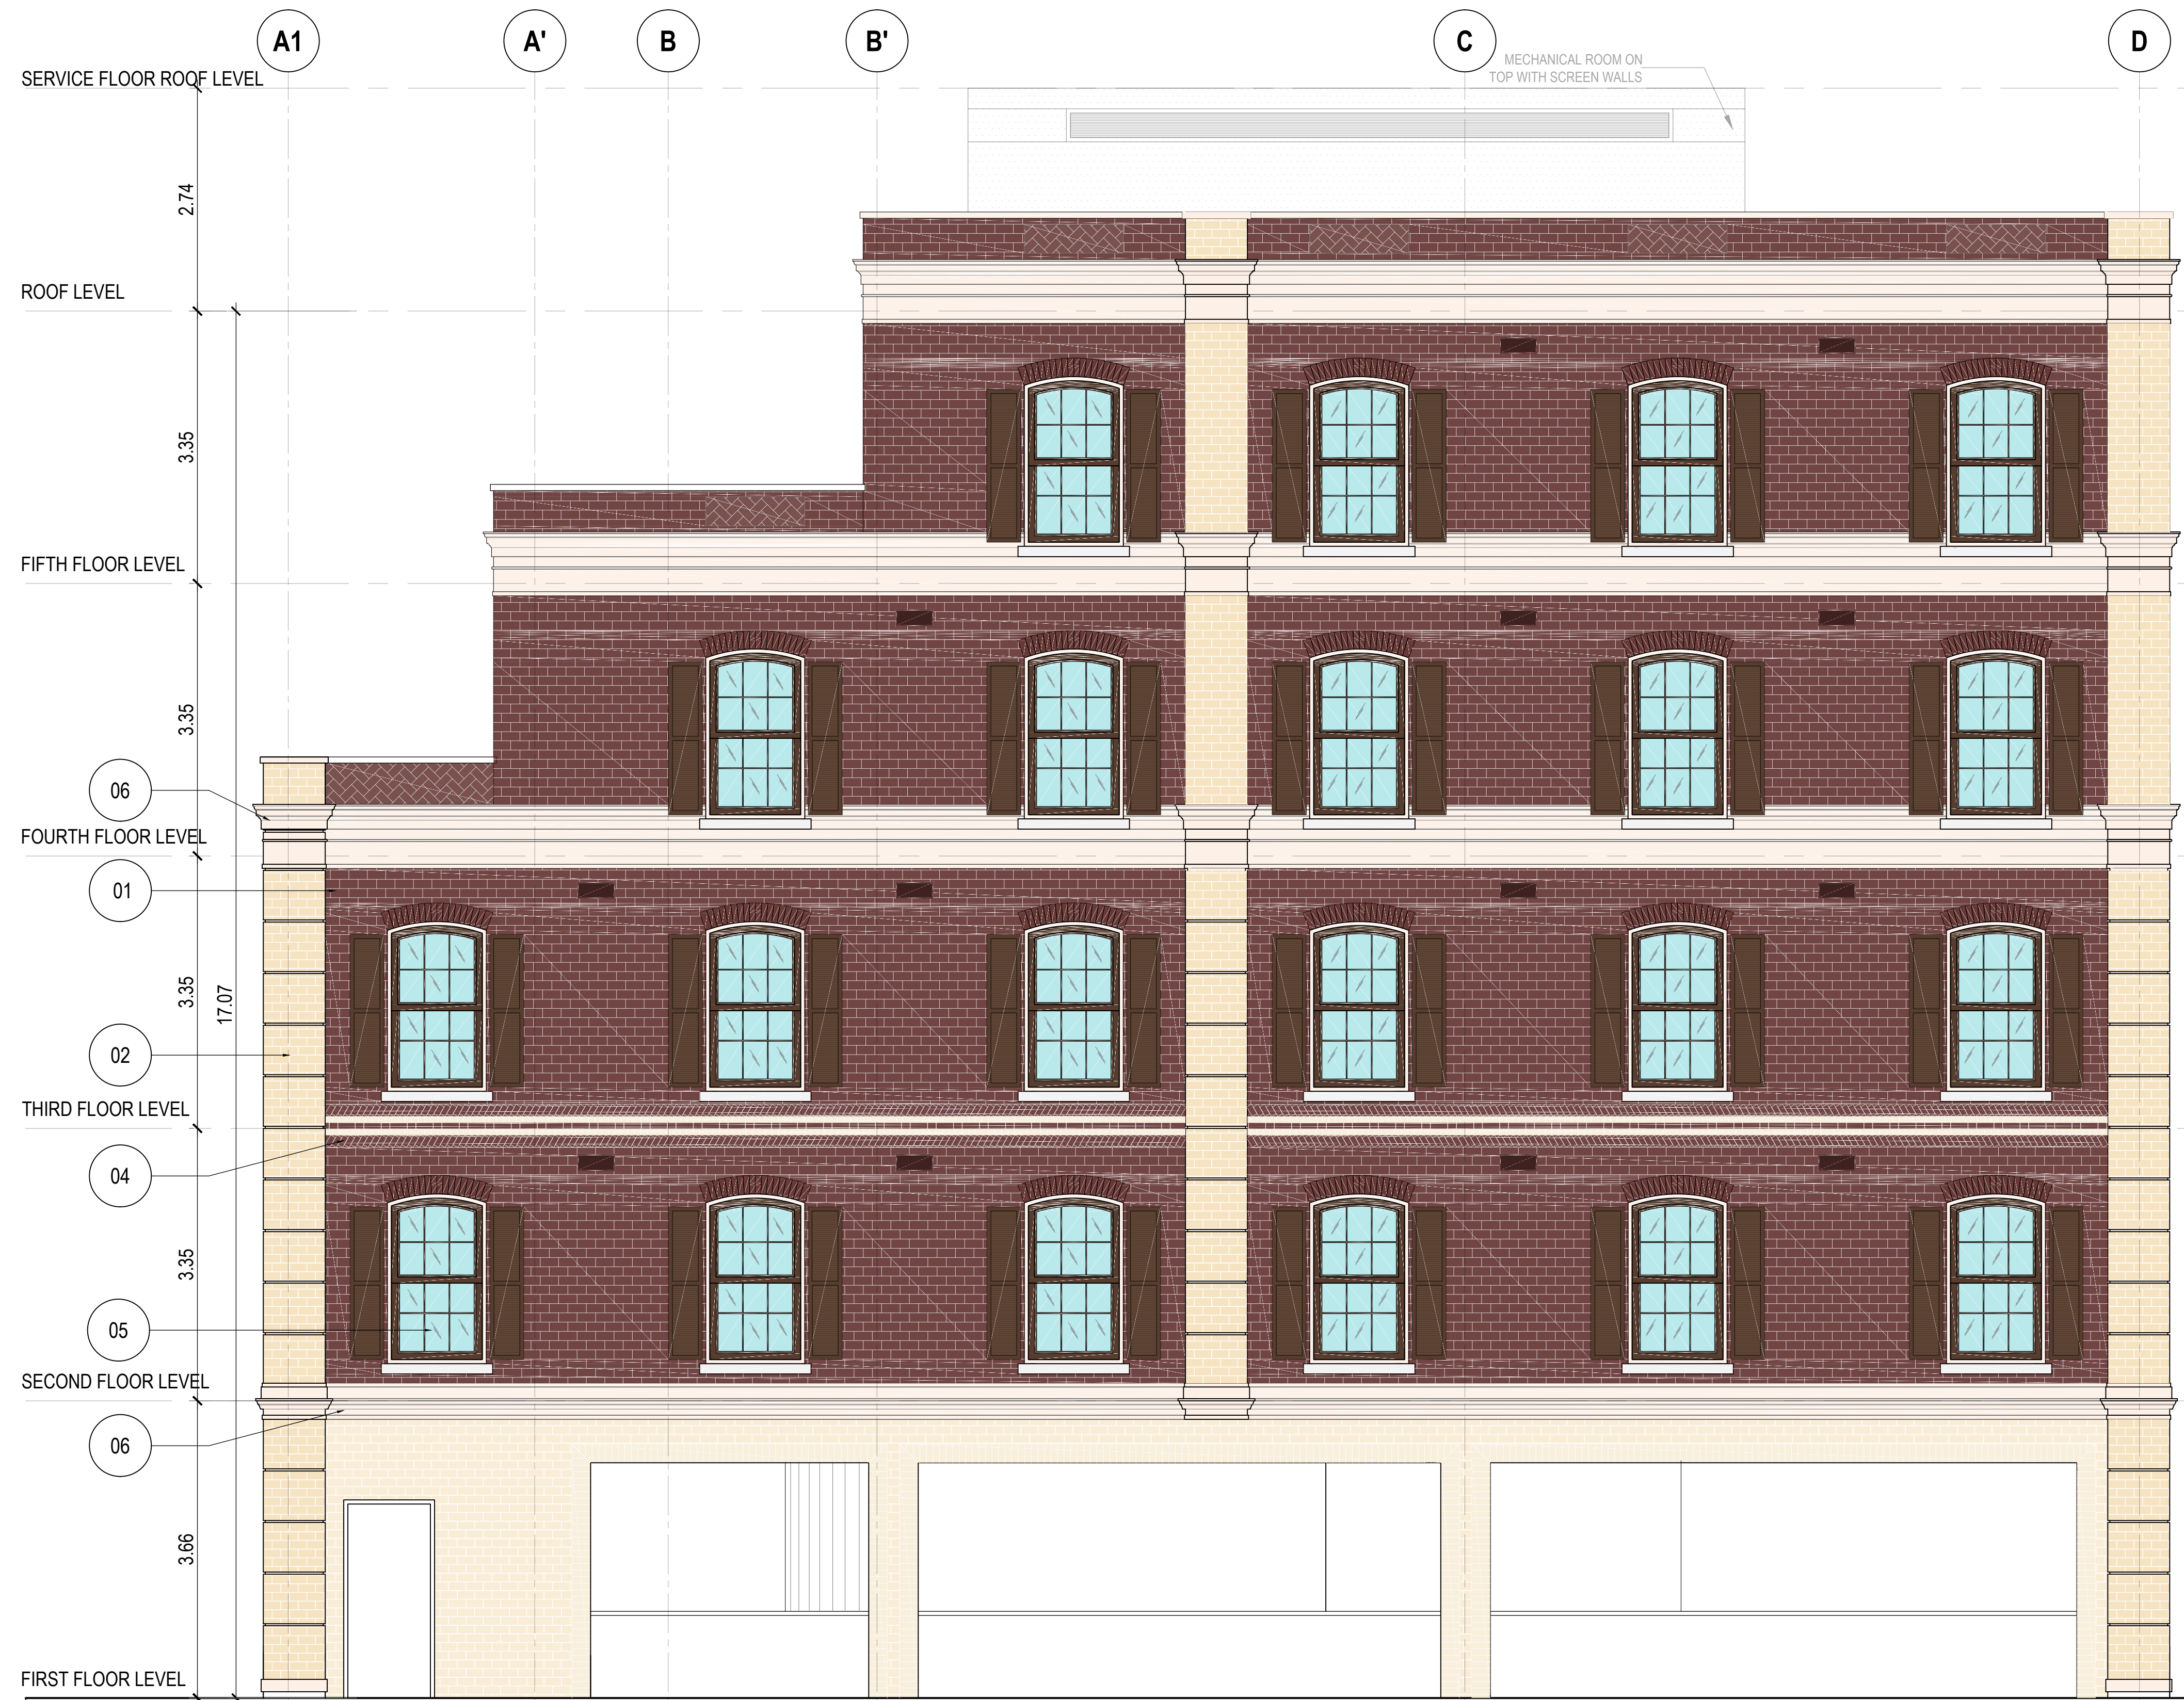 A1
A'
B
B'
C
D
MECHANICAL ROOM ON
TOP WITH SCREEN WALLS
SERVICE FLOOR ROOF LEVEL
2.74
ROOF LEVEL
3.35
FIFTH FLOOR LEVEL
3.35
06
FOURTH FLOOR LEVEL
01
3.35
17.07
02
THIRD FLOOR LEVEL
04
3.35
05
SECOND FLOOR LEVEL
06
3.66
FIRST FLOOR LEVEL